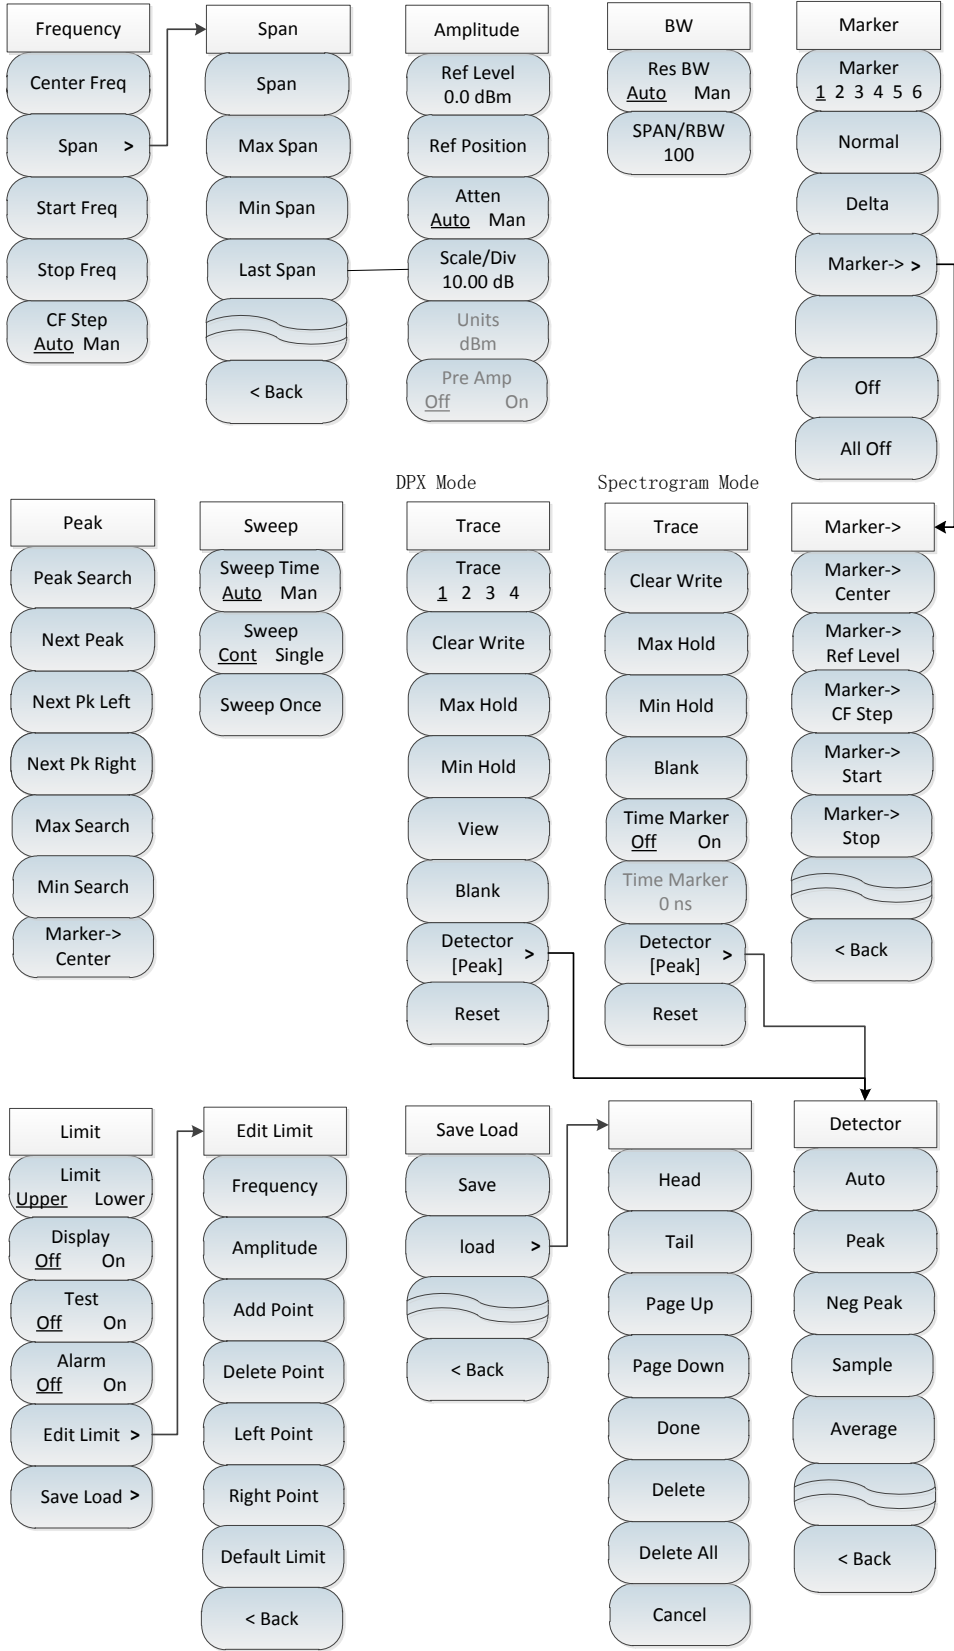 Frequency
Center Freq
Span >
Start Freq
Stop Freq
CF Step
Auto Man
Span
Span
Max Span
Min Span
Last Span
< Back
Amplitude
Ref Level
0.0 dBm
Ref Position
Atten
Auto Man
Scale/Div
10.00 dB
Units
dBm
Pre Amp
Off On
BW
Res BW
Auto Man
SPAN/RBW
100
Marker
Marker
1 2 3 4 5 6
Normal
Delta
Marker-> >
Off
All Off
Peak
Peak Search
Next Peak
Next Pk Left
Next Pk Right
Max Search
Min Search
Marker->
Center
Sweep
Sweep Time
Auto Man
Sweep
Cont Single
Sweep Once
DPX Mode
Trace
Trace
1 2 3 4
Clear Write
Max Hold
Min Hold
View
Blank
Detector >
[Peak]
Reset
Spectrogram Mode
Trace
Clear Write
Max Hold
Min Hold
Blank
Time Marker
Off On
Time Marker
0 ns
Detector >
[Peak]
Reset
Marker->
Marker->
Center
Marker->
Ref Level
Marker->
CF Step
Marker->
Start
Marker->
Stop
< Back
Limit
Limit
Upper Lower
Display
Off On
Test
Off On
Alarm
Off On
Edit Limit >
Save Load >
Edit Limit
Frequency
Amplitude
Add Point
Delete Point
Left Point
Right Point
Default Limit
< Back
Save Load
Save
load >
< Back
Head
Tail
Page Up
Page Down
Done
Delete
Delete All
Cancel
Detector
Auto
Peak
Neg Peak
Sample
Average
< Back